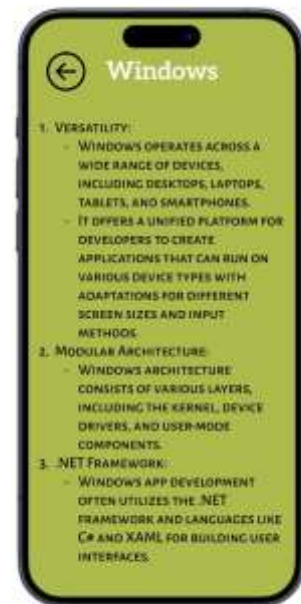 Windows
1. Versatility:
- Windows operates across a
wide range of devices,
including desktops, laptops,
tablets, and smartphones.
- It offers a unified platform for
developers to create
applications that can run on
various device types with
adaptations for different
screen sizes and input
methods.
2. Modular Architecture:
- Windows architecture
consists of various layers,
including the kernel, device
drivers, and user-mode
components.
3. .NET Framework:
- Windows app development
often utilizes the .NET
framework and languages like
C# and XAML for building user
interfaces.